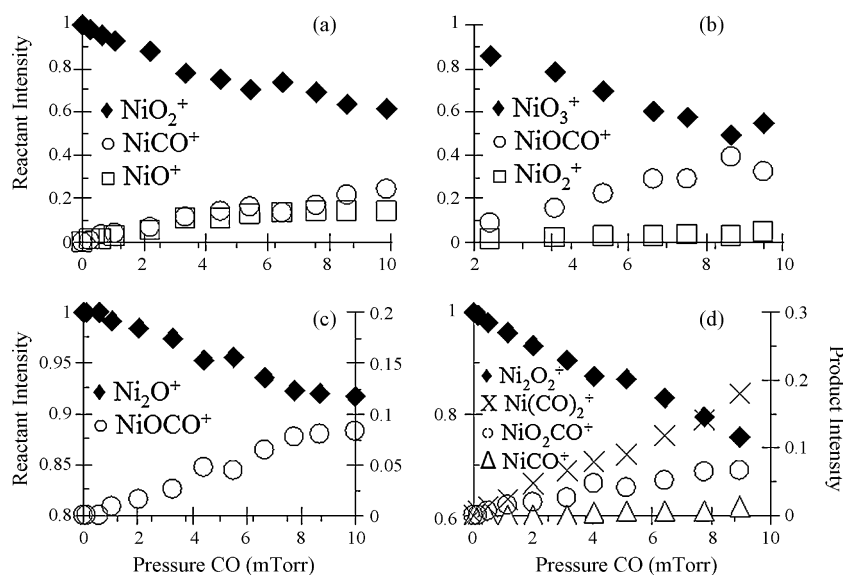 (a)
1
0.8
0.6
0.4
0.2
0
Reactant Intensity
NiO₂⁺
NiCO⁺
NiO⁺
0 2 4 6 8 10
(b)
1
0.8
0.6
0.4
0.2
0
NiO₃⁺
NiOCO⁺
NiO₂⁺
2 4 6 8 10
(c)
1
0.95
0.9
0.85
0.8
Reactant Intensity
Ni₂O⁺
NiOCO⁺
0.2
0.15
0.1
0.05
0
0 2 4 6 8 10
Pressure CO (mTorr)
(d)
1
0.8
0.6
Ni₂O₂⁺
X Ni(CO)₂⁺
NiO₂CO⁺
NiCO⁺
0.3
0.2
0.1
0
Product Intensity
0 2 4 6 8 10
Pressure CO (mTorr)